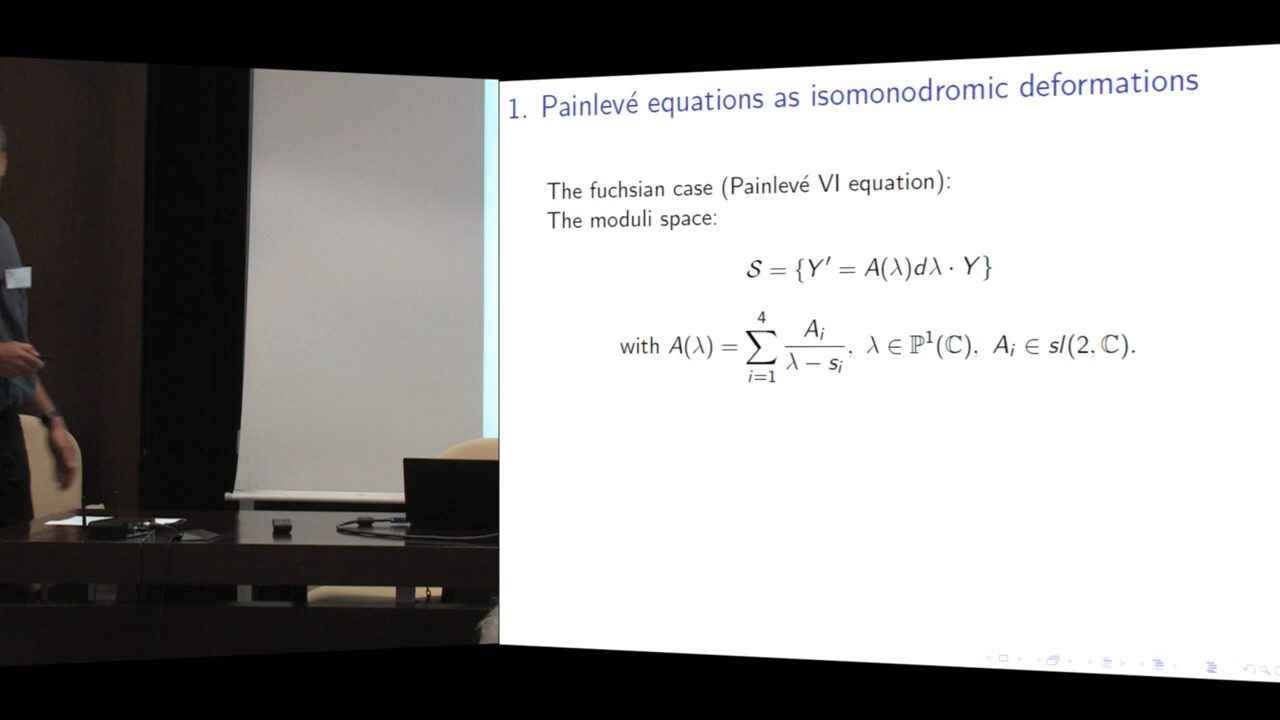 1. Painlevé equations as isomonodromic deformations
The fuchsian case (Painlevé VI equation):
The moduli space:
𝒮 = {Y′ = A(λ)dλ · Y}
with A(λ) = ∑_{i=1}^{4} A_i / (λ − s_i), λ ∈ ℙ¹(ℂ), A_i ∈ sl(2, ℂ).